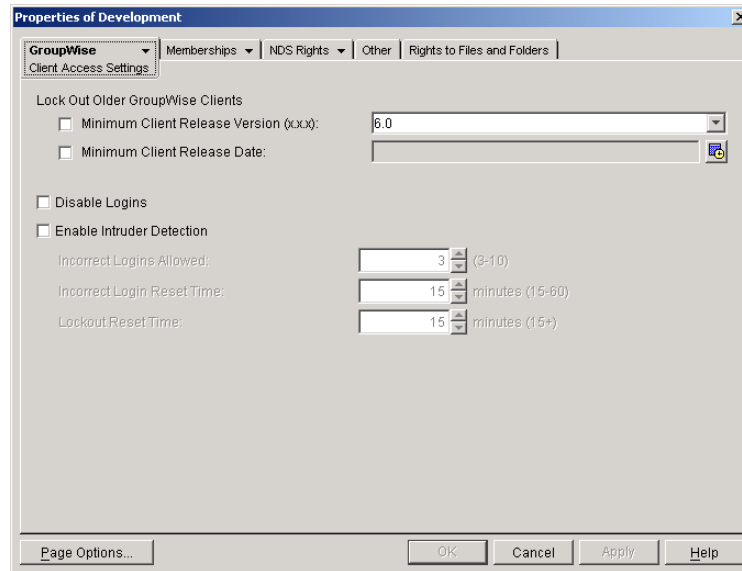 Properties of Development
GroupWise Memberships NDS Rights Other Rights to Files and Folders
Client Access Settings
Lock Out Older GroupWise Clients
Minimum Client Release Version (x.x.x): 6.0
Minimum Client Release Date:
Disable Logins
Enable Intruder Detection
Incorrect Logins Allowed: 3 (3-10)
Incorrect Login Reset Time: 15 minutes (15-60)
Lockout Reset Time: 15 minutes (15+)
Page Options... OK Cancel Apply Help